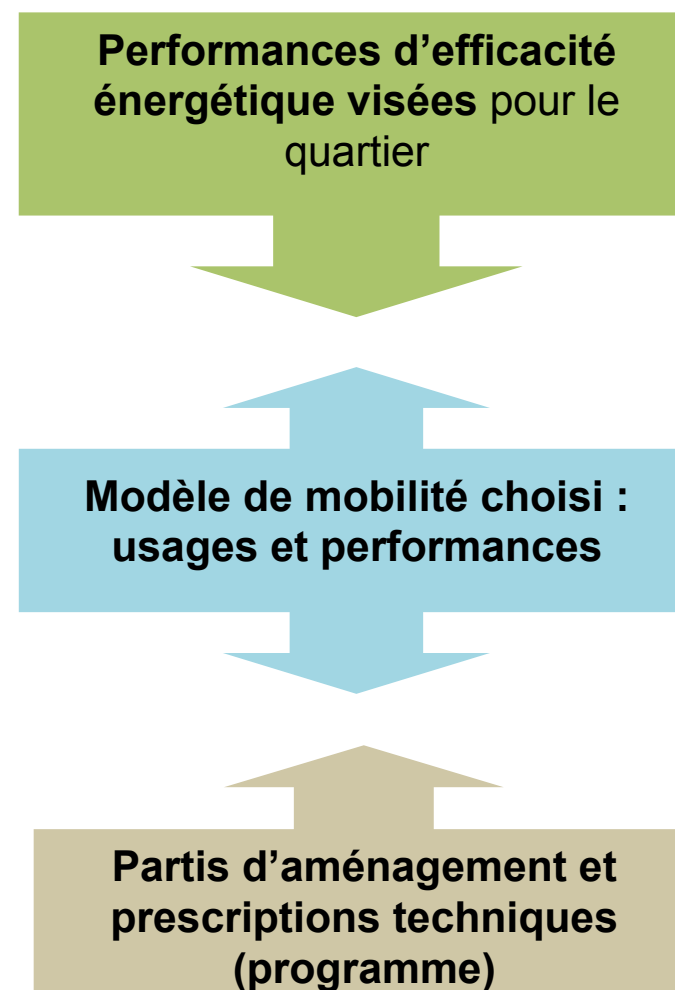 Performances d’efficacité
énergétique visées pour le
quartier
Modèle de mobilité choisi :
usages et performances
Partis d’aménagement et
prescriptions techniques
(programme)